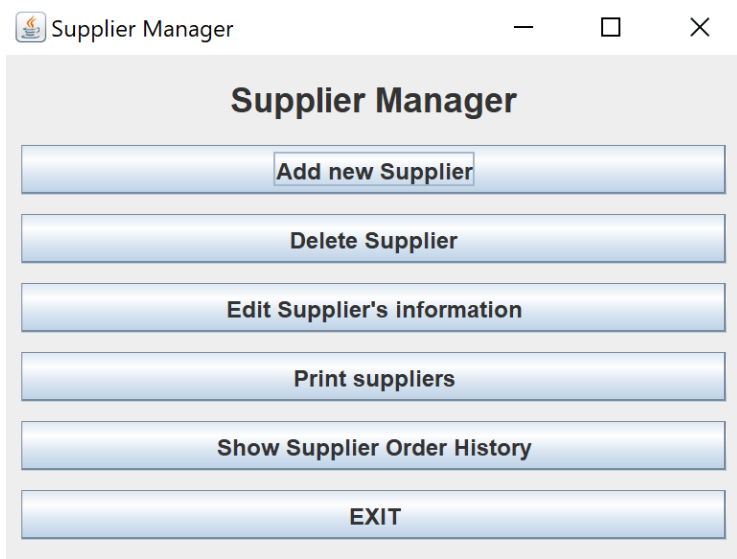 Supplier Manager
Supplier Manager
Add new Supplier
Delete Supplier
Edit Supplier's information
Print suppliers
Show Supplier Order History
EXIT